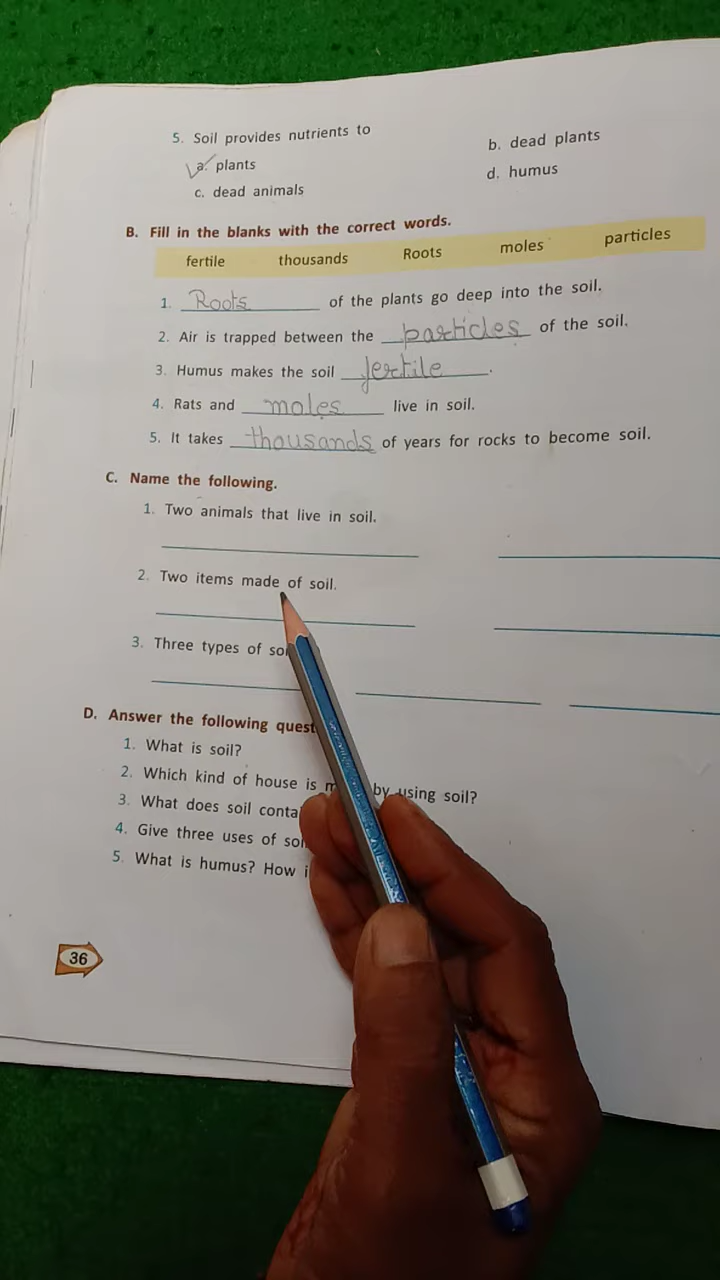 5. Soil provides nutrients to
a. plants
b. dead plants
c. dead animals
d. humus
B. Fill in the blanks with the correct words.
fertile thousands Roots moles particles
1. Roots of the plants go deep into the soil.
2. Air is trapped between the particles of the soil.
3. Humus makes the soil fertile.
4. Rats and moles live in soil.
5. It takes thousands of years for rocks to become soil.
C. Name the following.
1. Two animals that live in soil.
2. Two items made of soil.
3. Three types of
D. Answer the following
1. What is soil?
2. Which kind of house is by using soil?
3. What does soil
4. Give three uses of
5. What is humus? How
36